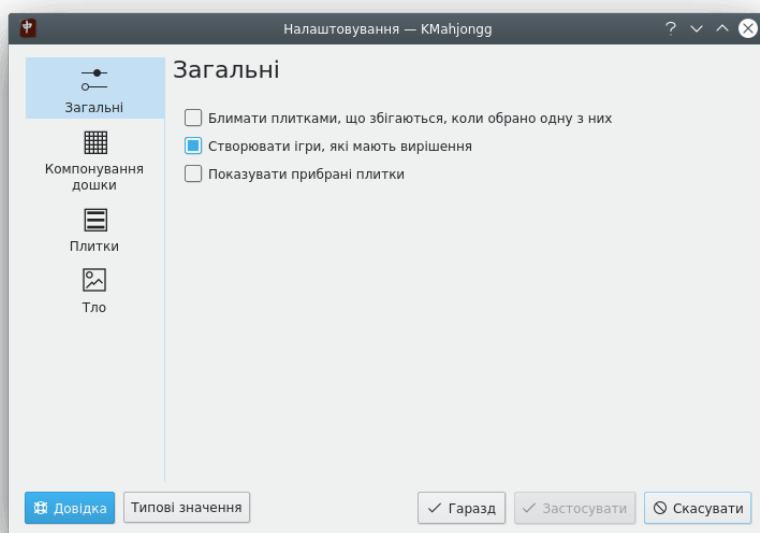 Налаштовування — KMahjongg
Загальні
Загальні
Блимати плитками, що збігаються, коли обрано одну з них
Створювати ігри, які мають вирішення
Показувати прибрані плитки
Компонування
дошки
Плитки
Тло
Довідка
Типові значення
Гаразд
Застосувати
Скасувати